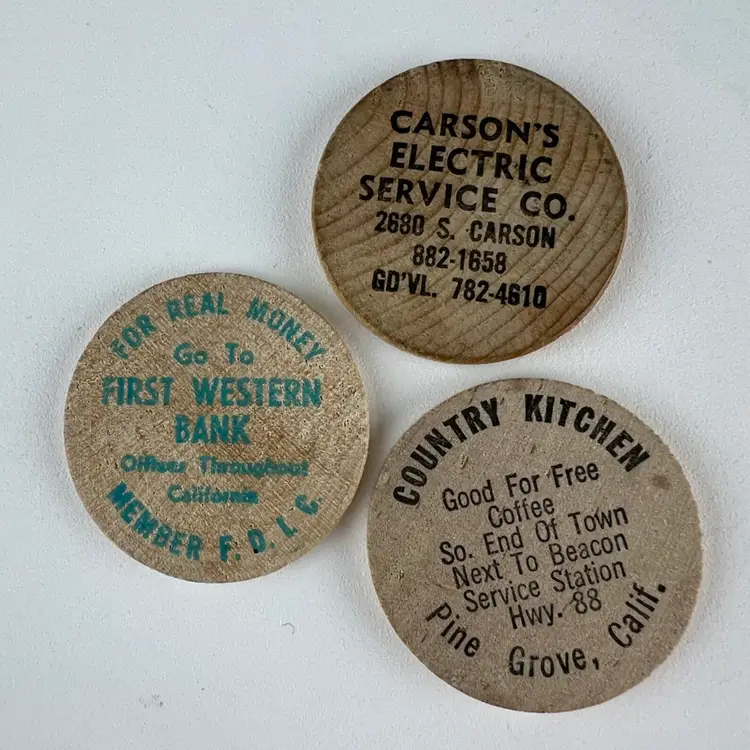 CARSON'S
ELECTRIC
SERVICE CO.
2680 S. CARSON
882-1658
GD'VL. 782-4610
FOR REAL MONEY
Go To
FIRST WESTERN
BANK
Offices Throughout
California
MEMBER F. D. I. C.
COUNTRY KITCHEN
Good For Free
Coffee
So. End Of Town
Next To Beacon
Service Station
Hwy. 88
Pine Grove, Calif.